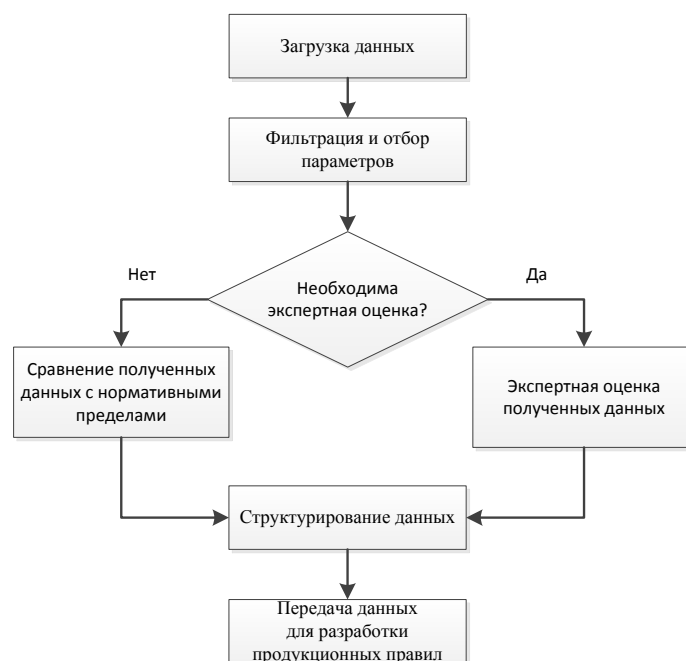 Загрузка данных
Фильтрация и отбор
параметров
Необходима
экспертная оценка?
Нет
Да
Сравнение полученных
данных с нормативными
пределами
Экспертная оценка
полученных данных
Структурирование данных
Передача данных
для разработки
продукционных правил